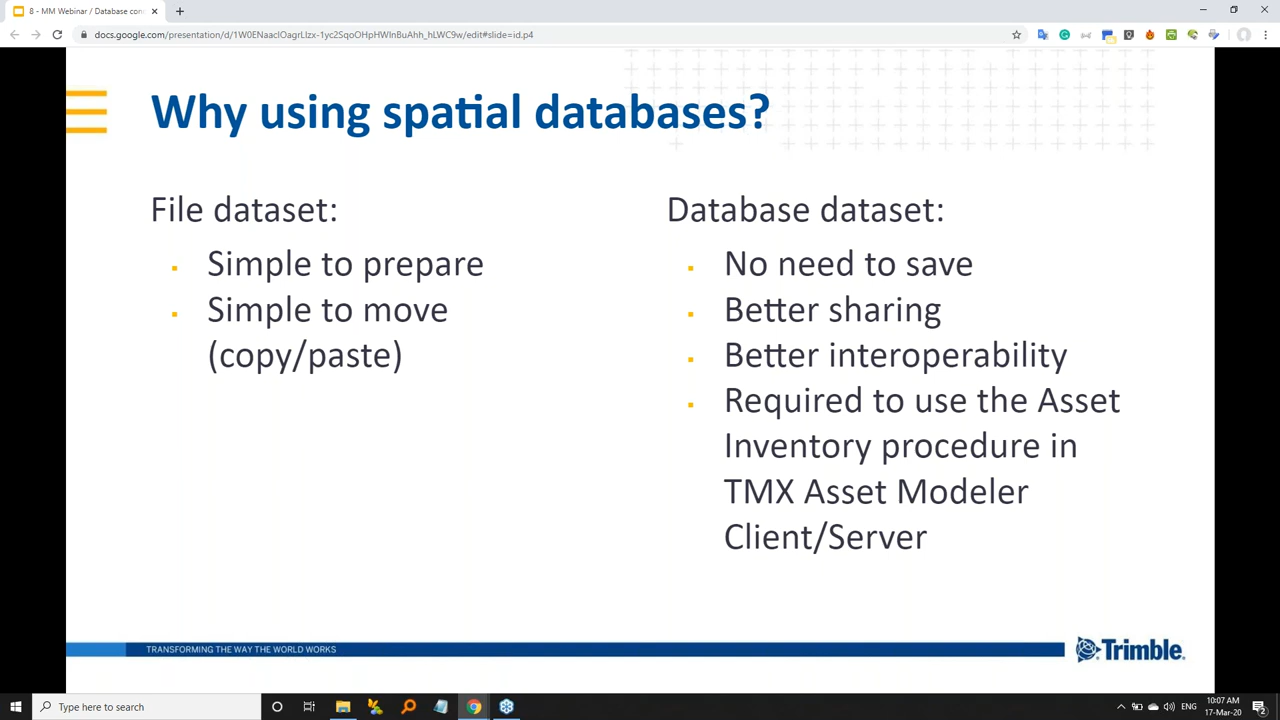 8 - MM Webinar / Database con
docs.google.com/presentation/d/1W0ENaacIOagrLIzx-1yc2SqoOHpHWInBuAhh_hLWC9w/edit#slide=id.p4
Why using spatial databases?
File dataset:
Simple to prepare
Simple to move
(copy/paste)
Database dataset:
No need to save
Better sharing
Better interoperability
Required to use the Asset
Inventory procedure in
TMX Asset Modeler
Client/Server
TRANSFORMING THE WAY THE WORLD WORKS
Trimble.
Type here to search
ENG
10:07 AM
17-Mar-20
2